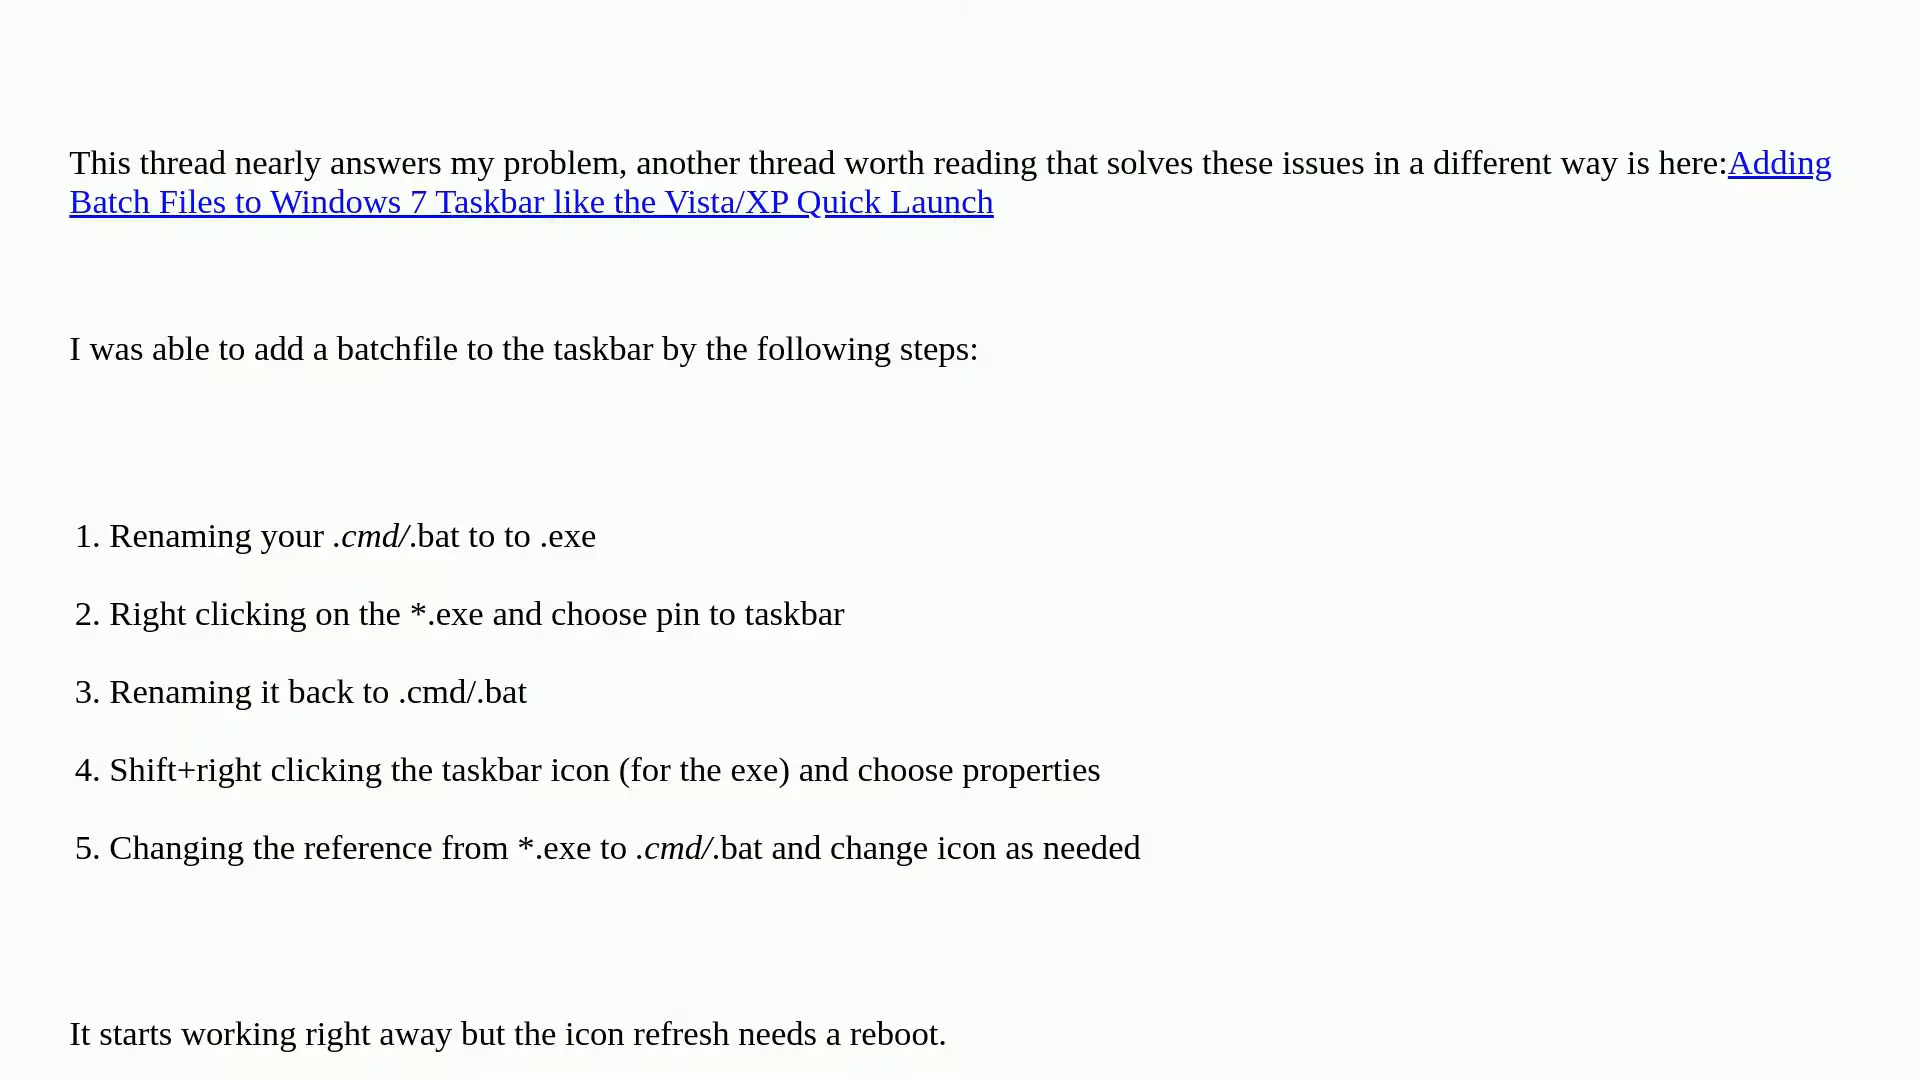 This thread nearly answers my problem, another thread worth reading that solves these issues in a different way is here:Adding
Batch Files to Windows 7 Taskbar like the Vista/XP Quick Launch
I was able to add a batchfile to the taskbar by the following steps:
1. Renaming your .cmd/.bat to to .exe
2. Right clicking on the *.exe and choose pin to taskbar
3. Renaming it back to .cmd/.bat
4. Shift+right clicking the taskbar icon (for the exe) and choose properties
5. Changing the reference from *.exe to .cmd/.bat and change icon as needed
It starts working right away but the icon refresh needs a reboot.